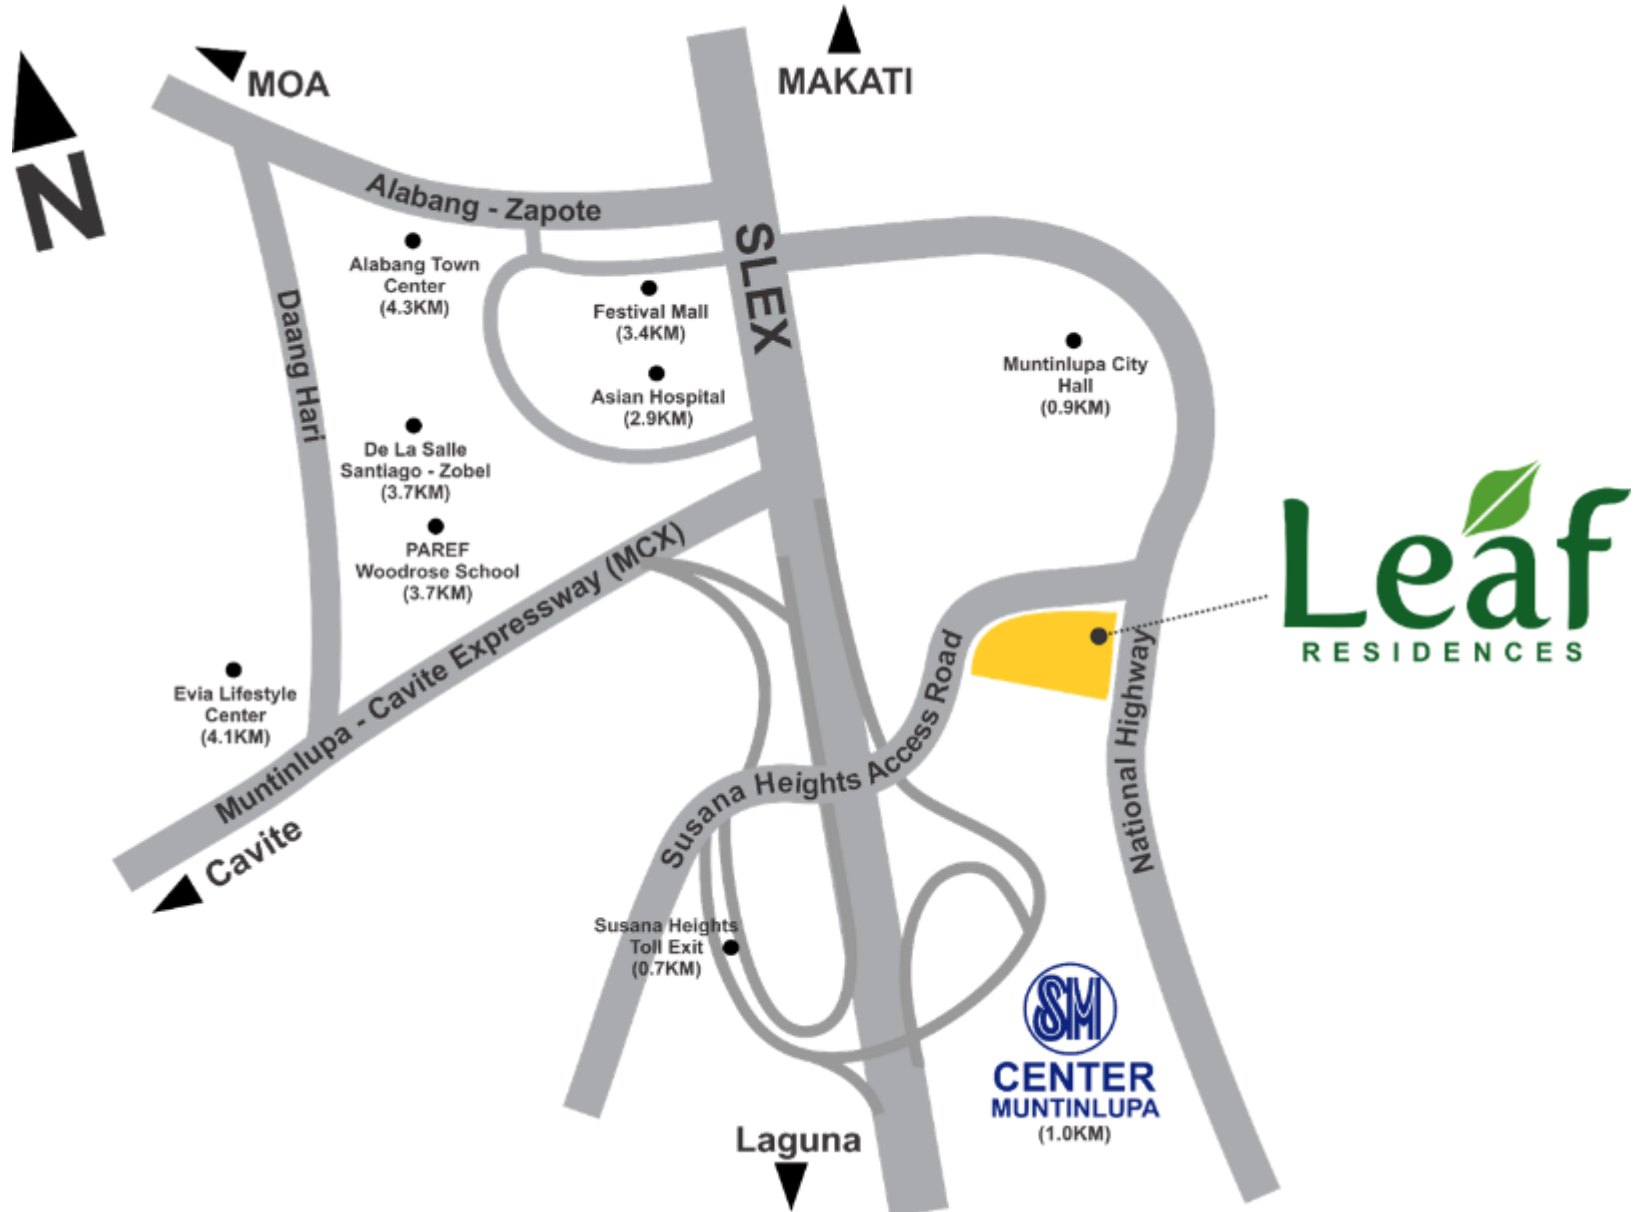 MOA
MAKATI
N
Alabang - Zapote
SLEX
Alabang Town
Center
(4.3KM)
Festival Mall
(3.4KM)
Daang Hari
Muntinlupa City
Hall
(0.9KM)
Asian Hospital
(2.9KM)
De La Salle
Santiago - Zobel
(3.7KM)
PAREF
Woodrose School
(3.7KM)
Leaf
RESIDENCES
Muntinlupa - Cavite Expressway (MCX)
Evia Lifestyle
Center
(4.1KM)
Susana Heights Access Road
National Highway
Cavite
Susana Heights
Toll Exit
(0.7KM)
SM
CENTER
MUNTINLUPA
(1.0KM)
Laguna